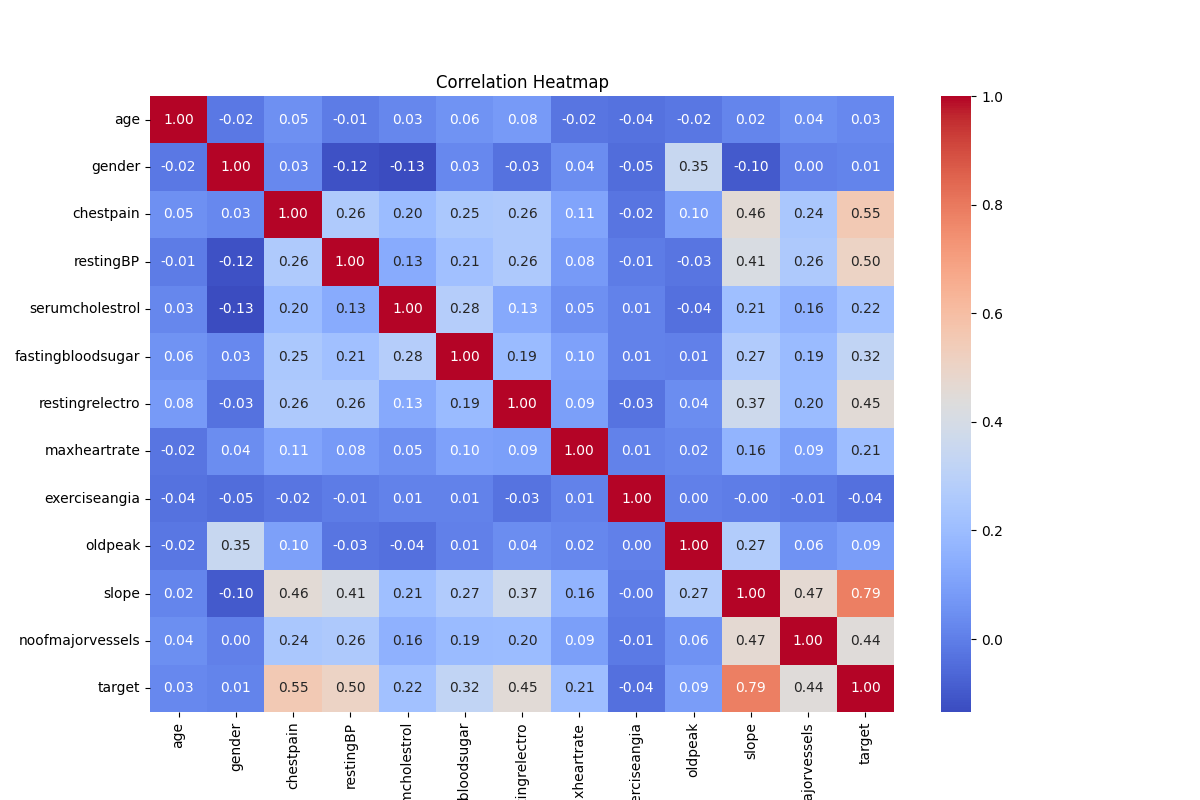 Correlation Heatmap
age 1.00 -0.02 0.05 -0.01 0.03 0.06 0.08 -0.02 -0.04 -0.02 0.02 0.04 0.03
gender -0.02 1.00 0.03 -0.12 -0.13 0.03 -0.03 0.04 -0.05 0.35 -0.10 0.00 0.01
chestpain 0.05 0.03 1.00 0.26 0.20 0.25 0.26 0.11 -0.02 0.10 0.46 0.24 0.55
restingBP -0.01 -0.12 0.26 1.00 0.13 0.21 0.26 0.08 -0.01 -0.03 0.41 0.26 0.50
serumcholestrol 0.03 -0.13 0.20 0.13 1.00 0.28 0.13 0.05 0.01 -0.04 0.21 0.16 0.22
fastingbloodsugar 0.06 0.03 0.25 0.21 0.28 1.00 0.19 0.10 0.01 0.01 0.27 0.19 0.32
restingrelectro 0.08 -0.03 0.26 0.26 0.13 0.19 1.00 0.09 -0.03 0.04 0.37 0.20 0.45
maxheartrate -0.02 0.04 0.11 0.08 0.05 0.10 0.09 1.00 0.01 0.02 0.16 0.09 0.21
exerciseangia -0.04 -0.05 -0.02 -0.01 0.01 0.01 -0.03 0.01 1.00 0.00 -0.00 -0.01 -0.04
oldpeak -0.02 0.35 0.10 -0.03 -0.04 0.01 0.04 0.02 0.00 1.00 0.27 0.06 0.09
slope 0.02 -0.10 0.46 0.41 0.21 0.27 0.37 0.16 -0.00 0.27 1.00 0.47 0.79
noofmajorvessels 0.04 0.00 0.24 0.26 0.16 0.19 0.20 0.09 -0.01 0.06 0.47 1.00 0.44
target 0.03 0.01 0.55 0.50 0.22 0.32 0.45 0.21 -0.04 0.09 0.79 0.44 1.00
age
gender
chestpain
restingBP
mcholestrol
bloodsugar
ingrelectro
xheartrate
erciseangia
oldpeak
slope
ajorvessels
target
1.0
0.8
0.6
0.4
0.2
0.0